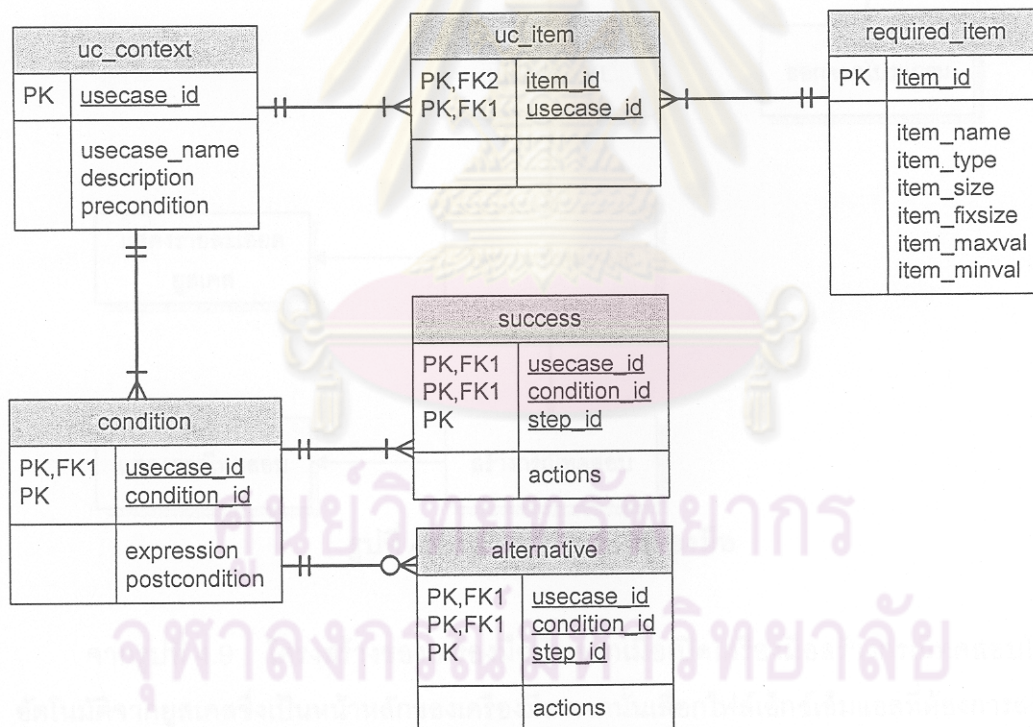 uc_context
PK usecase_id
usecase_name
description
precondition
uc_item
PK,FK2 item_id
PK,FK1 usecase_id
required_item
PK item_id
item_name
item_type
item_size
item_fixsize
item_maxval
item_minval
success
PK,FK1 usecase_id
PK,FK1 condition_id
PK step_id
actions
condition
PK,FK1 usecase_id
PK condition_id
expression
postcondition
alternative
PK,FK1 usecase_id
PK,FK1 condition_id
PK step_id
actions
ศูนย์วิทยทรัพยากร
จุฬาลงกรณ์มหาวิทยาลัย